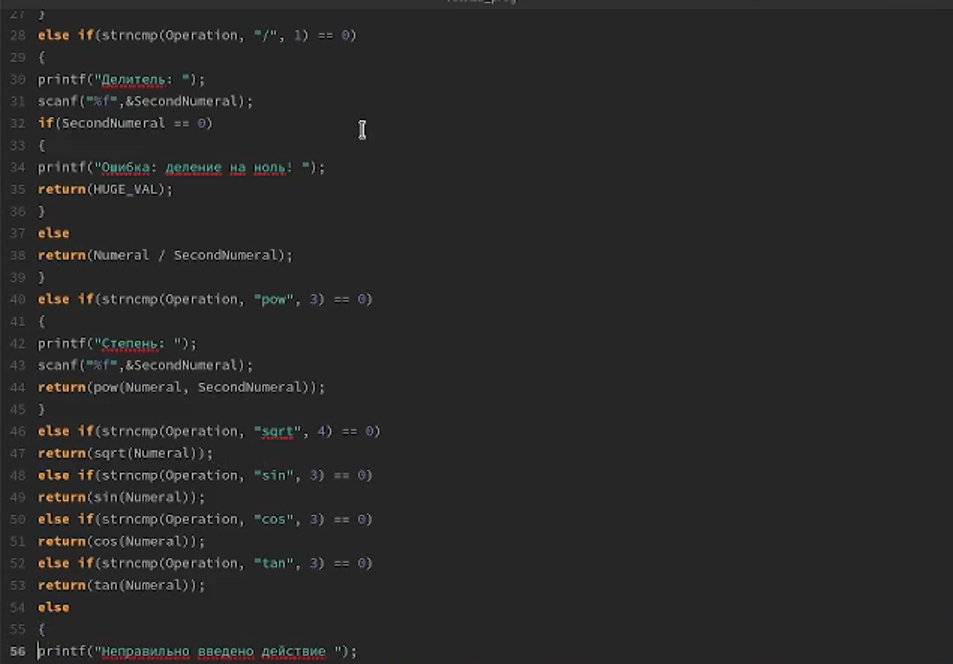 27 }
28 else if(strncmp(Operation, "/", 1) == 0)
29 {
30 printf("Делитель: ");
31 scanf("%f",&SecondNumeral);
32 if(SecondNumeral == 0)
33 {
34 printf("Ошибка: деление на ноль! ");
35 return(HUGE_VAL);
36 }
37 else
38 return(Numeral / SecondNumeral);
39 }
40 else if(strncmp(Operation, "pow", 3) == 0)
41 {
42 printf("Степень: ");
43 scanf("%f",&SecondNumeral);
44 return(pow(Numeral, SecondNumeral));
45 }
46 else if(strncmp(Operation, "sqrt", 4) == 0)
47 return(sqrt(Numeral));
48 else if(strncmp(Operation, "sin", 3) == 0)
49 return(sin(Numeral));
50 else if(strncmp(Operation, "cos", 3) == 0)
51 return(cos(Numeral));
52 else if(strncmp(Operation, "tan", 3) == 0)
53 return(tan(Numeral));
54 else
55 {
56 printf("Неправильно введено действие ");